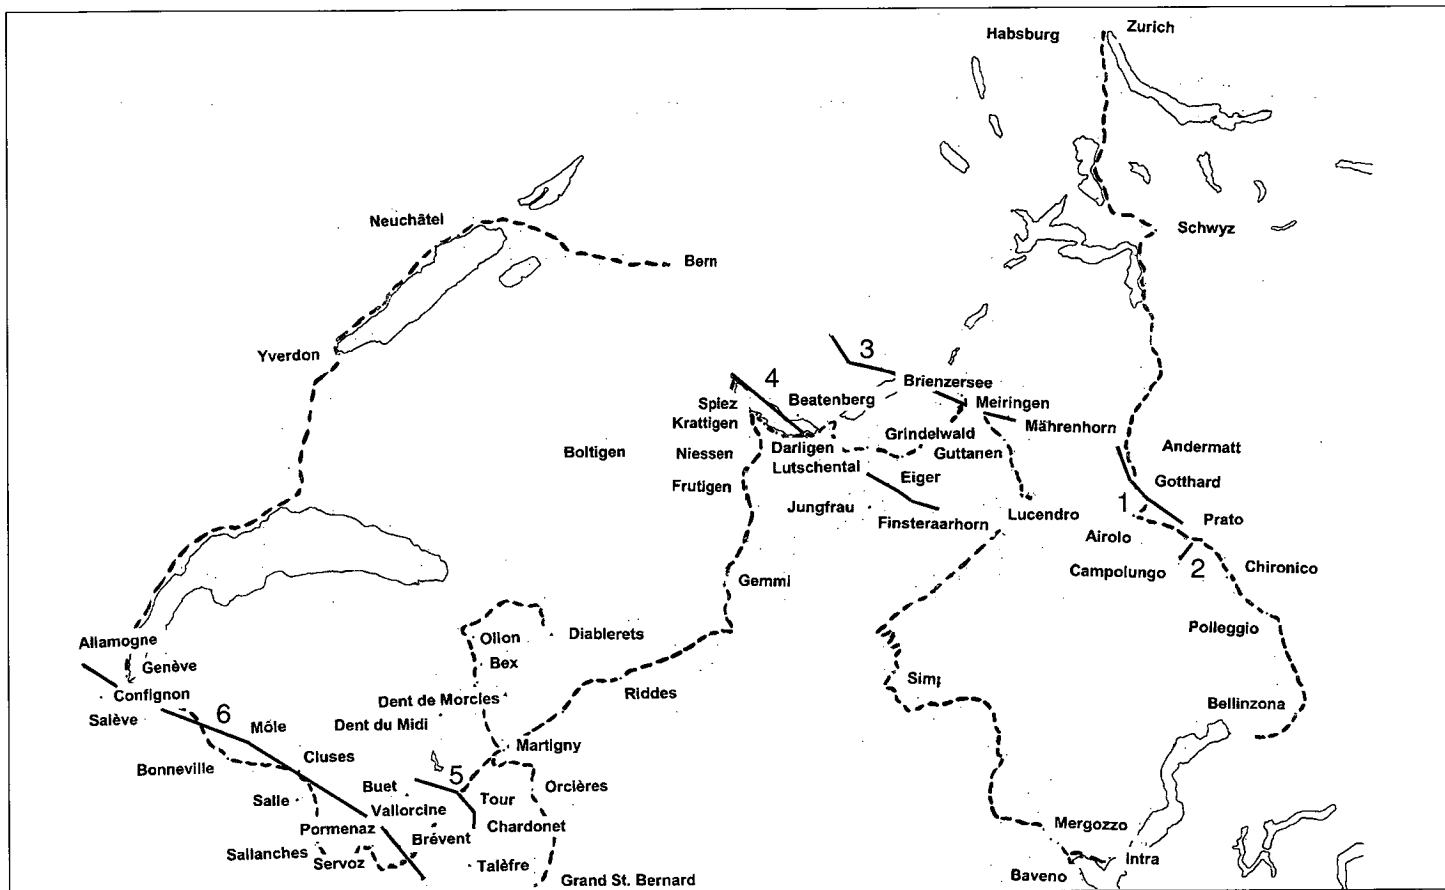 Habsburg
Zurich
Neuchâtel
Schwyz
Bern
Yverdon
3
4
Brienzersee
Spiez
Beatenberg
Meiringen
Krattigen
Mährenhorn
Grindelwald
Boltigen
Niessen
Darligen
Guttanen
Andermatt
Lutschental
Eiger
Frutigen
Gotthard
Jungfrau
1
Finsteraarhorn
Lucendro
Prato
Airolo
Gemmi
Campolungo
2
Chironico
Allamogne
Ollon
Diablerets
Polleggio
Genève
Bex
Confignon
Simp
Riddes
Dent de Morcles
Bellinzona
Salève
6
Môle
Dent du Midi
Martigny
Cluses
Bonneville
5
Buet
Orcières
Salle
Tour
Vallorcine
Pormenaz
Chardonet
Mergozzo
Brévent
Sallanches
Servoz
Talèfre
Intra
Baveno
Grand St. Bernard